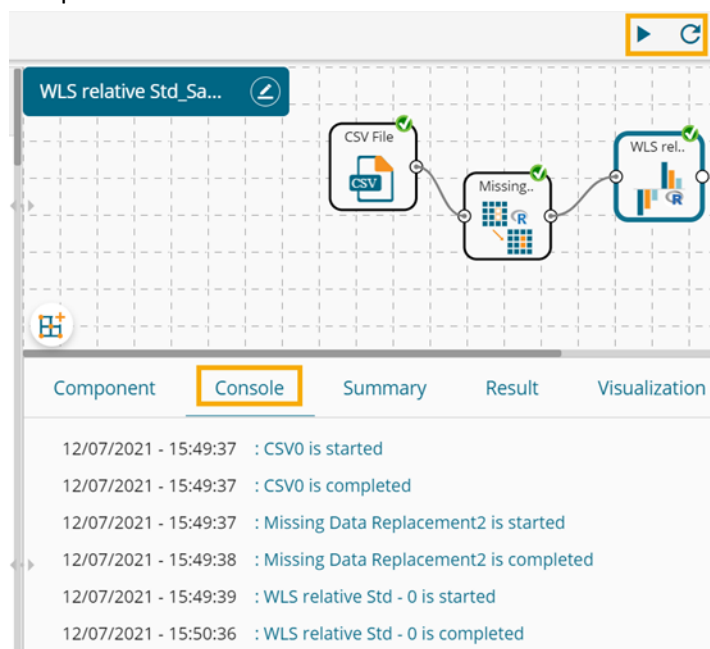 WLS relative Std_Sa...
CSV File
CSV
Missing..
R
WLS rel..
R
Component Console Summary Result Visualization
12/07/2021 - 15:49:37 : CSV0 is started
12/07/2021 - 15:49:37 : CSV0 is completed
12/07/2021 - 15:49:37 : Missing Data Replacement2 is started
12/07/2021 - 15:49:38 : Missing Data Replacement2 is completed
12/07/2021 - 15:49:39 : WLS relative Std - 0 is started
12/07/2021 - 15:50:36 : WLS relative Std - 0 is completed